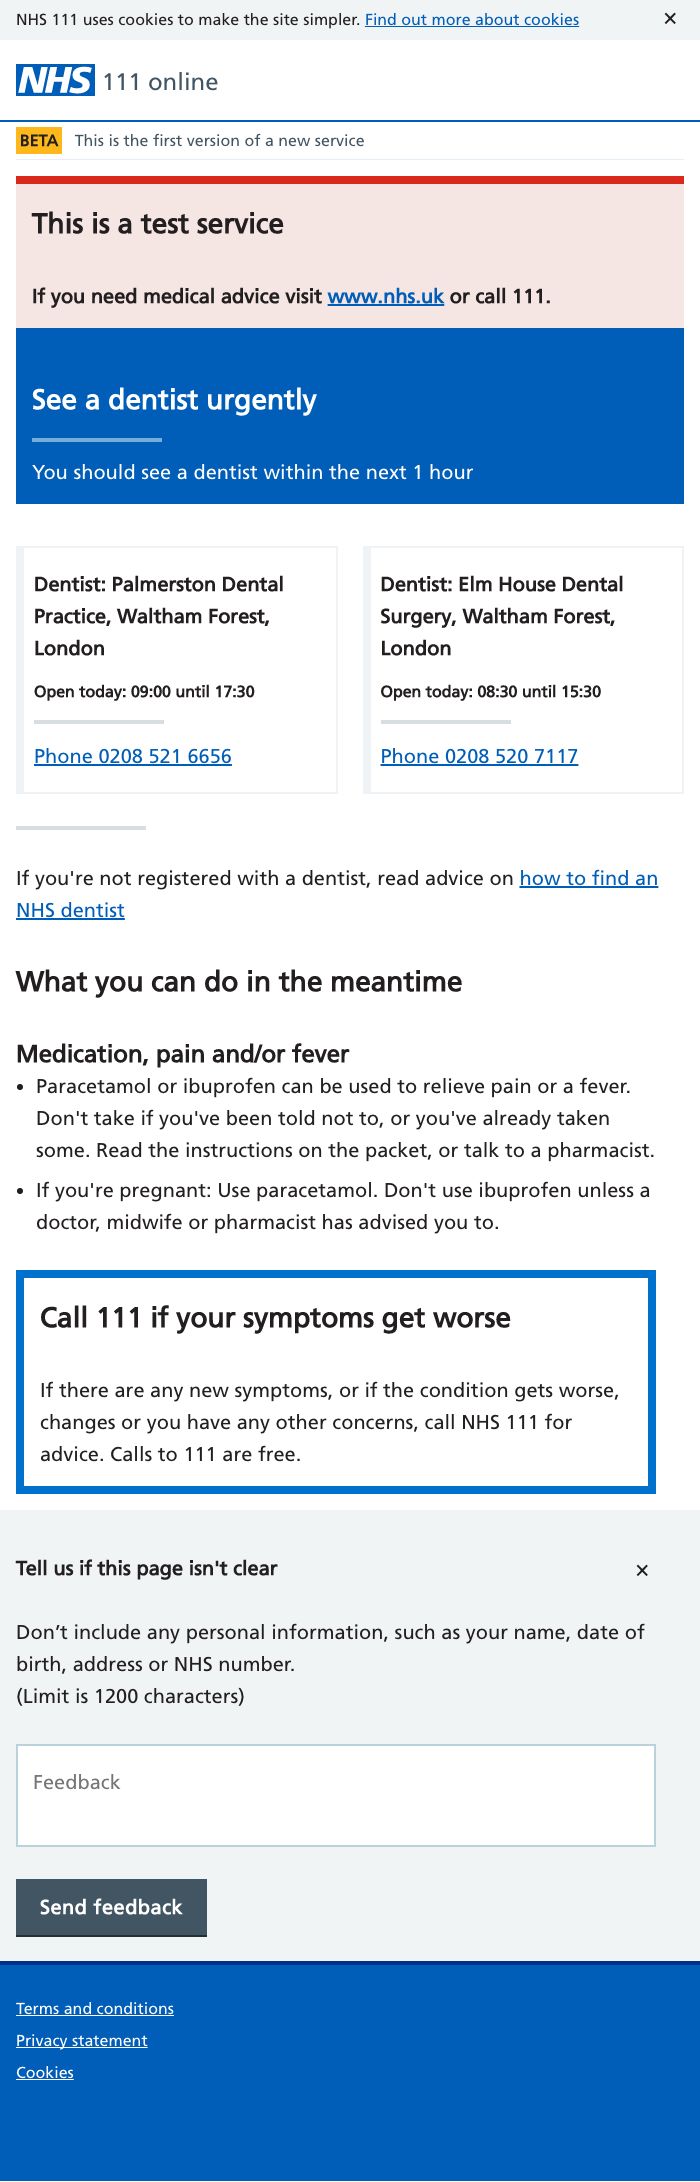 NHS 111 uses cookies to make the site simpler. Find out more about cookies ✕
NHS 111 online
BETA This is the first version of a new service
This is a test service
If you need medical advice visit www.nhs.uk or call 111.
See a dentist urgently
You should see a dentist within the next 1 hour
Dentist: Palmerston Dental
Practice, Waltham Forest,
London
Open today: 09:00 until 17:30
Phone 0208 521 6656
Dentist: Elm House Dental
Surgery, Waltham Forest,
London
Open today: 08:30 until 15:30
Phone 0208 520 7117
If you're not registered with a dentist, read advice on how to find an
NHS dentist
What you can do in the meantime
Medication, pain and/or fever
• Paracetamol or ibuprofen can be used to relieve pain or a fever.
Don't take if you've been told not to, or you've already taken
some. Read the instructions on the packet, or talk to a pharmacist.
• If you're pregnant: Use paracetamol. Don't use ibuprofen unless a
doctor, midwife or pharmacist has advised you to.
Call 111 if your symptoms get worse
If there are any new symptoms, or if the condition gets worse,
changes or you have any other concerns, call NHS 111 for
advice. Calls to 111 are free.
Tell us if this page isn't clear ✕
Don’t include any personal information, such as your name, date of
birth, address or NHS number.
(Limit is 1200 characters)
Feedback
Send feedback
Terms and conditions
Privacy statement
Cookies